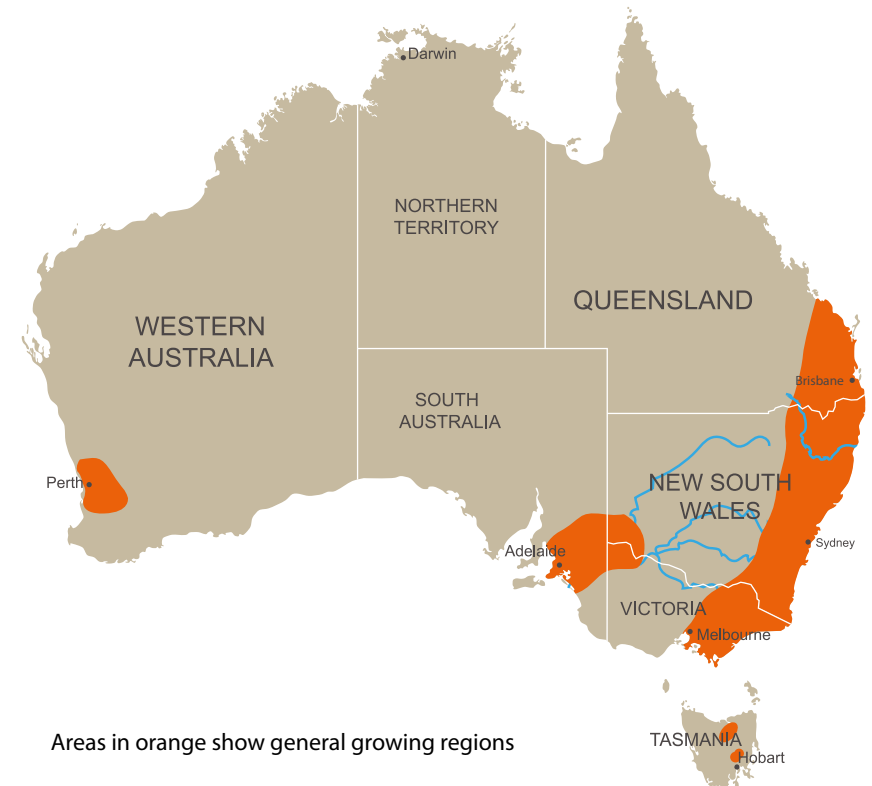 Darwin
NORTHERN
TERRITORY
QUEENSLAND
WESTERN
AUSTRALIA
Brisbane
SOUTH
AUSTRALIA
Perth
NEW SOUTH
WALES
Sydney
Adelaide
VICTORIA
Melbourne
TASMANIA
Hobart
Areas in orange show general growing regions